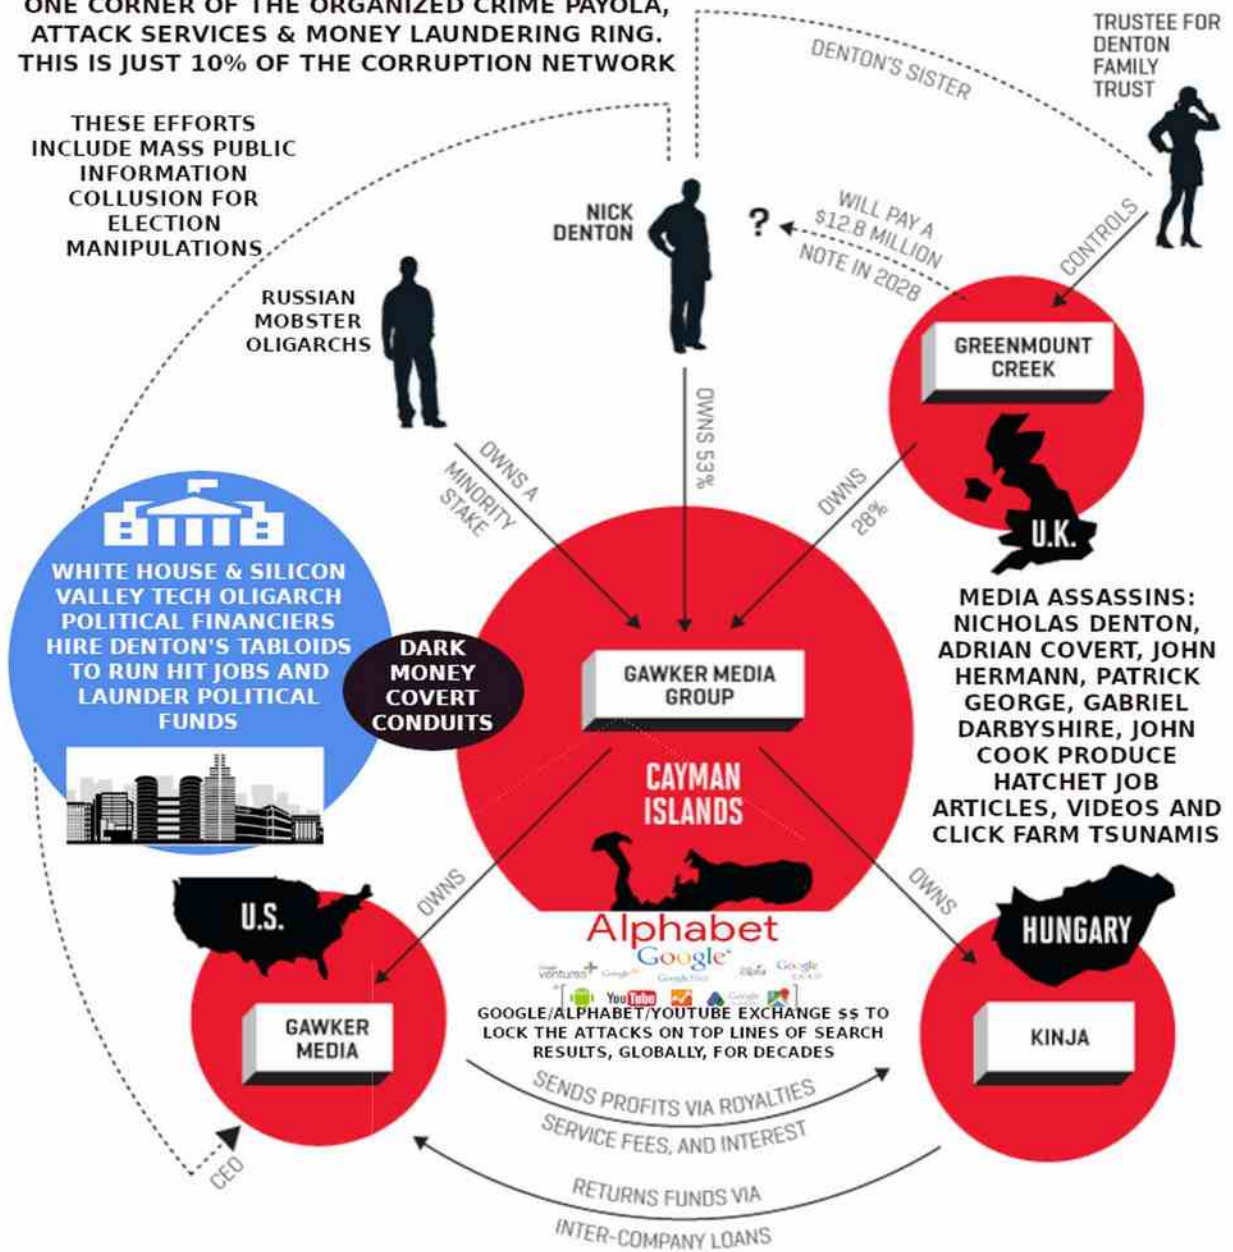 ONE CORNER OF THE ORGANIZED CRIME PAYOLA,
ATTACK SERVICES & MONEY LAUNDERING RING.
THIS IS JUST 10% OF THE CORRUPTION NETWORK
THESE EFFORTS
INCLUDE MASS PUBLIC
INFORMATION
COLLUSION FOR
ELECTION
MANIPULATIONS
DENTON'S SISTER
TRUSTEE FOR
DENTON
FAMILY
TRUST
NICK
DENTON
?
WILL PAY A
$12.8 MILLION
NOTE IN 2028
CONTROLS
RUSSIAN
MOBSTER
OLIGARCHS
GREENMOUNT
CREEK
U.K.
OWNS A
MINORITY
STAKE
OWNS 53%
OWNS
28%
WHITE HOUSE & SILICON
VALLEY TECH OLIGARCH
POLITICAL FINANCIERS
HIRE DENTON'S TABLOIDS
TO RUN HIT JOBS AND
LAUNDER POLITICAL
FUNDS
DARK
MONEY
COVERT
CONDUITS
GAWKER MEDIA
GROUP
CAYMAN
ISLANDS
MEDIA ASSASSINS:
NICHOLAS DENTON,
ADRIAN COVERT, JOHN
HERMANN, PATRICK
GEORGE, GABRIEL
DARBYSHIRE, JOHN
COOK PRODUCE
HATCHET JOB
ARTICLES, VIDEOS AND
CLICK FARM TSUNAMIS
OWNS
OWNS
U.S.
GAWKER
MEDIA
HUNGARY
KINJA
Alphabet
Google
ventures
Google
YouTube
GOOGLE/ALPHABET/YOUTUBE EXCHANGE $$ TO
LOCK THE ATTACKS ON TOP LINES OF SEARCH
RESULTS, GLOBALLY, FOR DECADES
SENDS PROFITS VIA ROYALTIES
SERVICE FEES, AND INTEREST
RETURNS FUNDS VIA
INTER-COMPANY LOANS
CEO